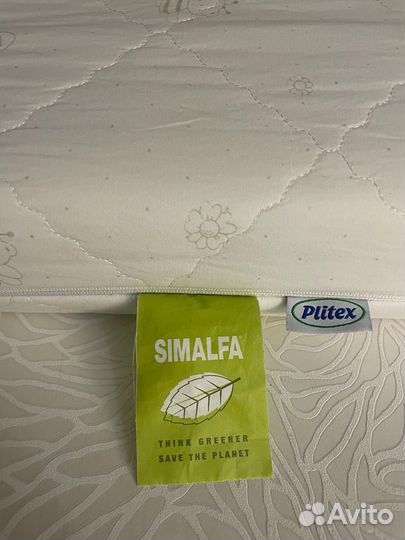 Plitex
SIMALFA®
THINK GREENER
SAVE THE PLANET
Avito